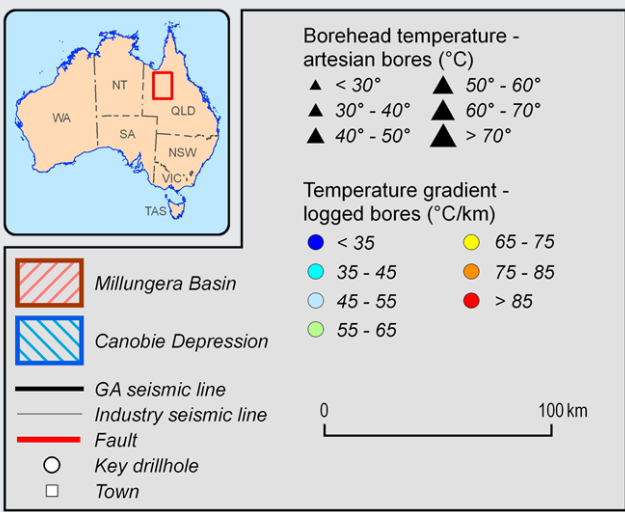 WA
NT
QLD
SA
NSW
VIC
TAS
Borehead temperature -
artesian bores (°C)
< 30°
50° - 60°
30° - 40°
60° - 70°
40° - 50°
> 70°
Temperature gradient -
logged bores (°C/km)
< 35
65 - 75
35 - 45
75 - 85
45 - 55
> 85
55 - 65
Millungera Basin
Canobie Depression
GA seismic line
Industry seismic line
Fault
Key drillhole
Town
0
100 km